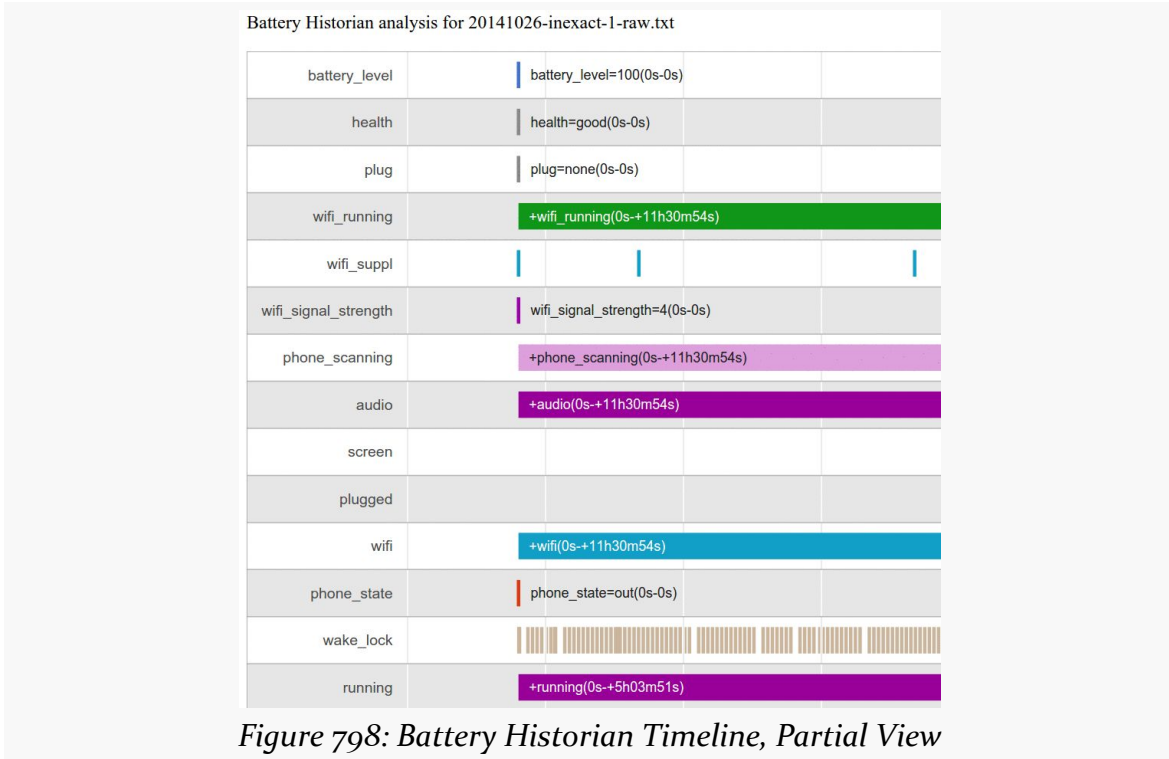 Battery Historian analysis for 20141026-inexact-1-raw.txt
battery_level battery_level=100(0s-0s)
health health=good(0s-0s)
plug plug=none(0s-0s)
wifi_running +wifi_running(0s-+11h30m54s)
wifi_suppl
wifi_signal_strength wifi_signal_strength=4(0s-0s)
phone_scanning +phone_scanning(0s-+11h30m54s)
audio +audio(0s-+11h30m54s)
screen
plugged
wifi +wifi(0s-+11h30m54s)
phone_state phone_state=out(0s-0s)
wake_lock
running +running(0s-+5h03m51s)
Figure 798: Battery Historian Timeline, Partial View